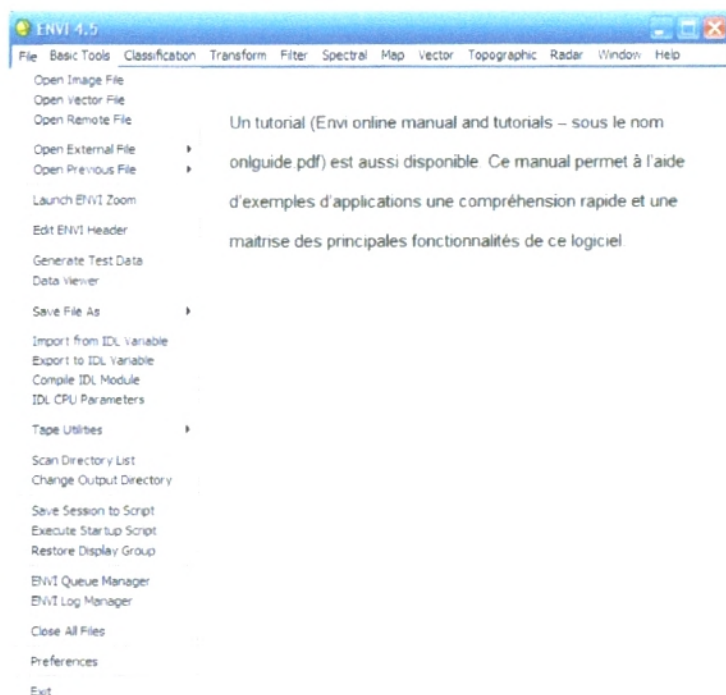 ENVI 4.5
File Basic Tools Classification Transform Filter Spectral Map Vector Topographic Radar Window Help
Open Image File
Open Vector File
Open Remote File
Open External File
Open Previous File
Launch ENVI Zoom
Edit ENVI Header
Generate Test Data
Data Viewer
Save File As
Import from IDL Variable
Export to IDL Variable
Compile IDL Module
IDL CPU Parameters
Tape Utilities
Scan Directory List
Change Output Directory
Save Session to Script
Execute Startup Script
Restore Display Group
ENVI Queue Manager
ENVI Log Manager
Close All Files
Preferences
Exit
Un tutorial (Envi online manual and tutorials – sous le nom
onlguide.pdf) est aussi disponible. Ce manual permet à l'aide
d'exemples d'applications une compréhension rapide et une
maitrise des principales fonctionnalités de ce logiciel.